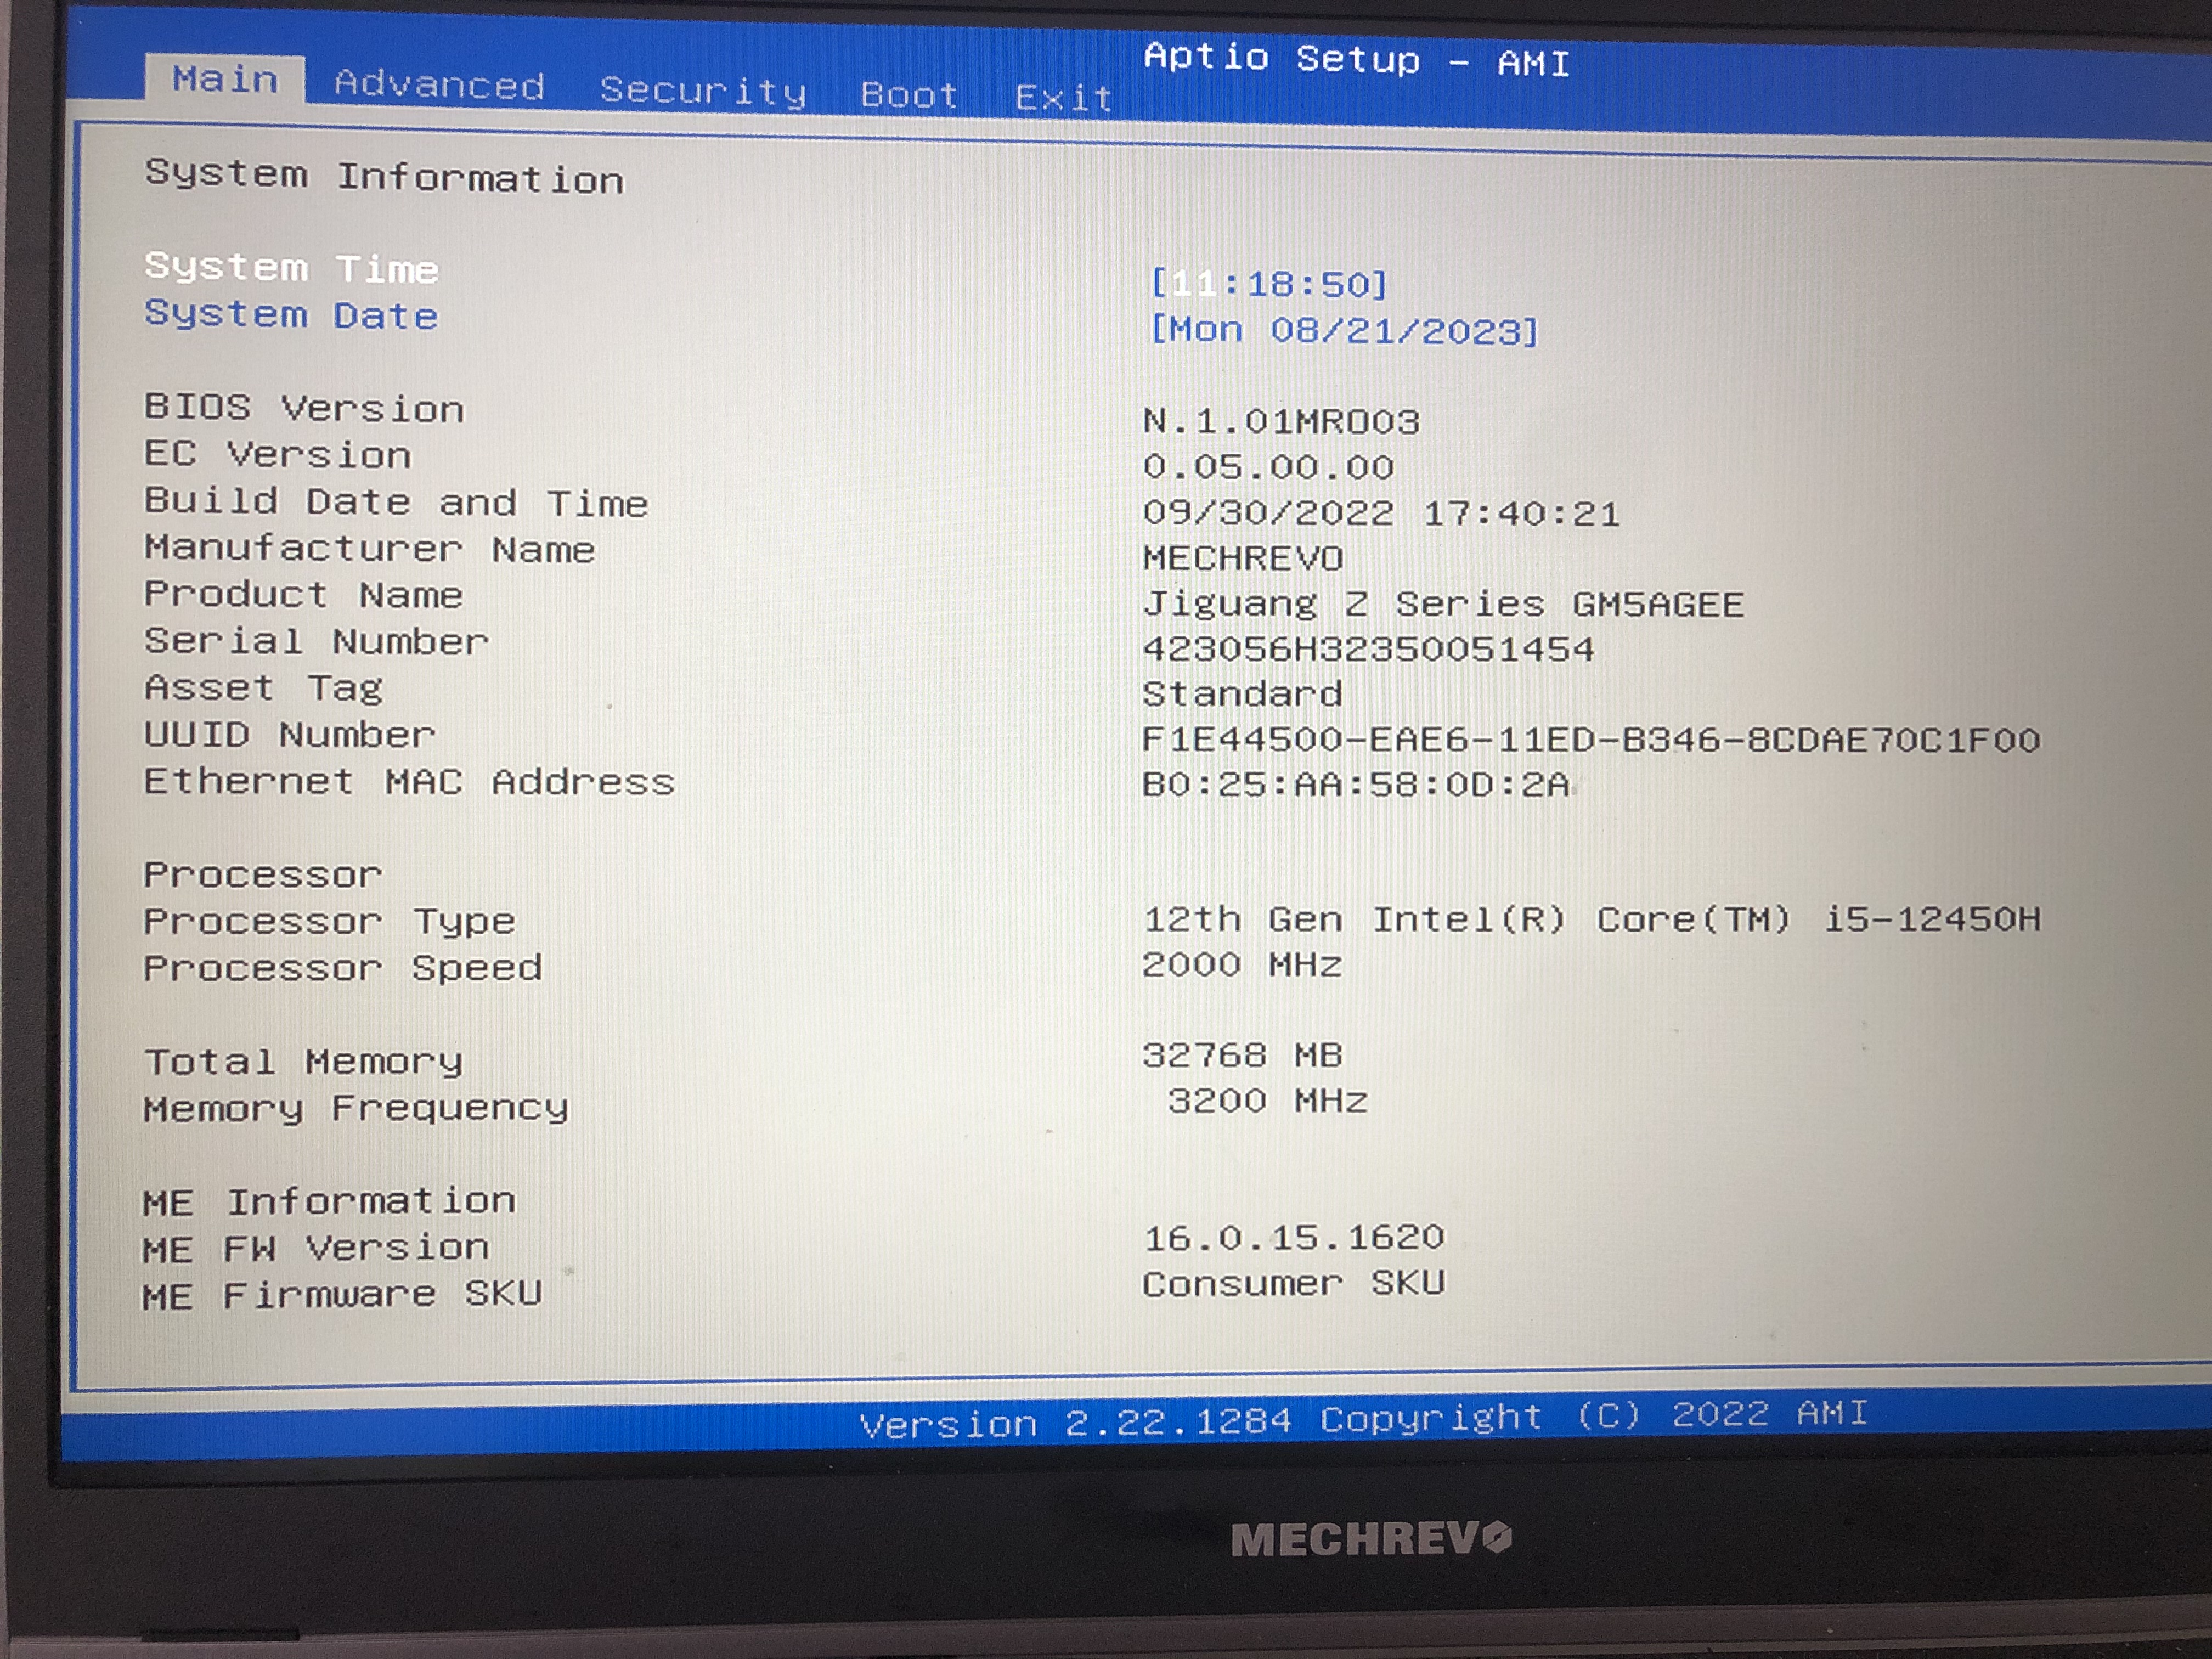 Aptio Setup - AMI
Main Advanced Security Boot Exit
System Information
System Time [11:18:50]
System Date [Mon 08/21/2023]
BIOS Version N.1.01MRO03
EC Version 0.05.00.00
Build Date and Time 09/30/2022 17:40:21
Manufacturer Name MECHREVO
Product Name Jiguang Z Series GM5AGEE
Serial Number 423056H32350051454
Asset Tag Standard
UUID Number F1E44500-EAE6-11ED-B346-8CDAE70C1F00
Ethernet MAC Address B0:25:AA:58:0D:2A
Processor
Processor Type 12th Gen Intel(R) Core(TM) i5-12450H
Processor Speed 2000 MHz
Total Memory 32768 MB
Memory Frequency 3200 MHz
ME Information
ME FW Version 16.0.15.1620
ME Firmware SKU Consumer SKU
Version 2.22.1284 Copyright (C) 2022 AMI
MECHREVO